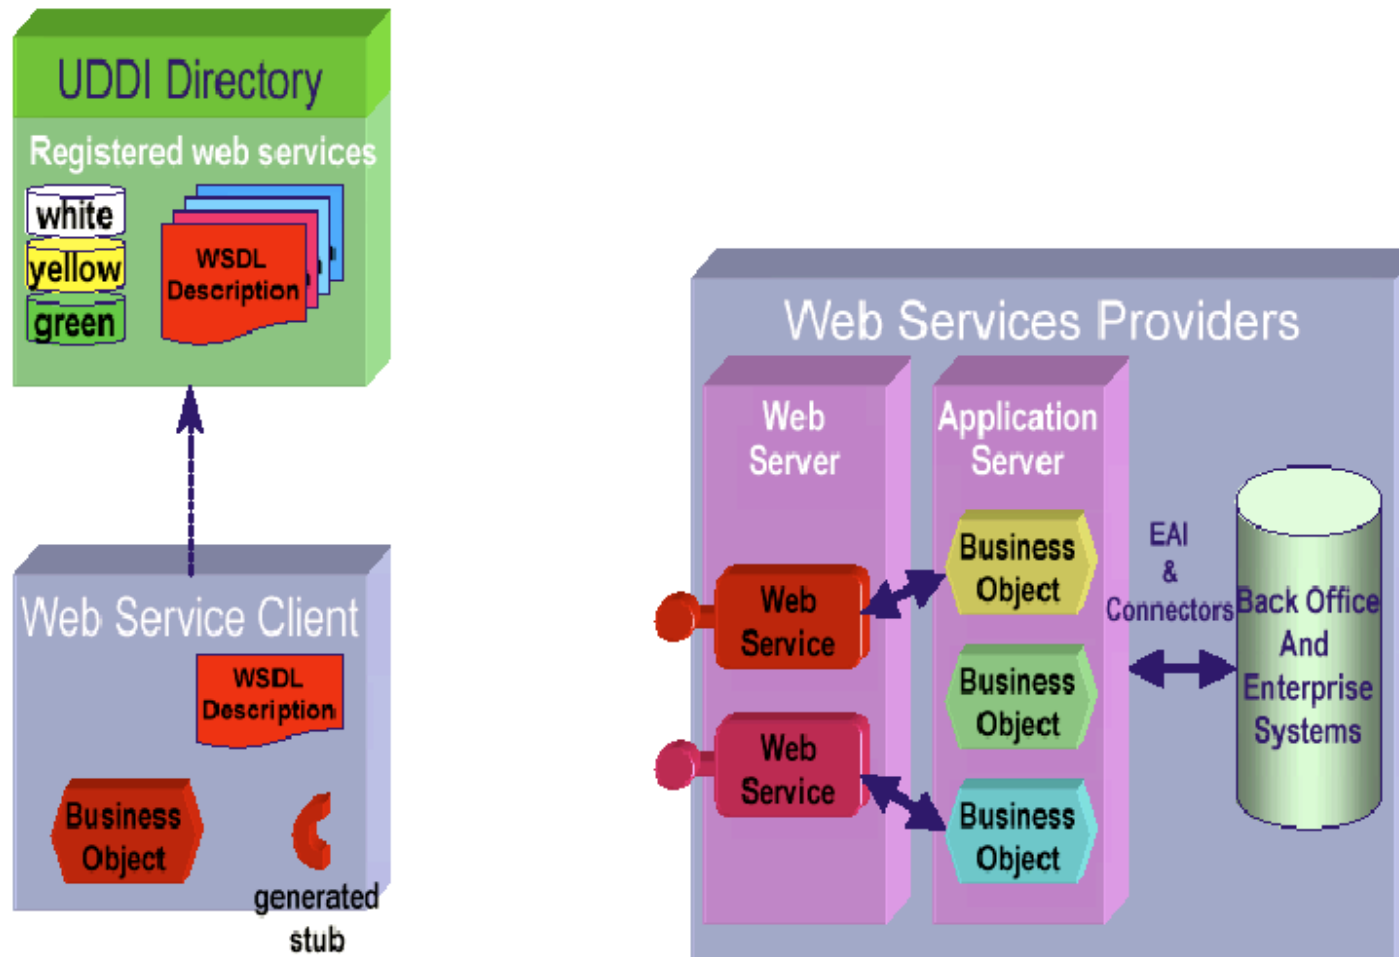 UDDI Directory
Registered web services
white
yellow
green
WSDL
Description
Web Service Client
WSDL
Description
Business
Object
generated
stub
Web Services Providers
Web
Server
Application
Server
Web
Service
Web
Service
Business
Object
Business
Object
Business
Object
EAI
&
Connectors
Back Office
And
Enterprise
Systems